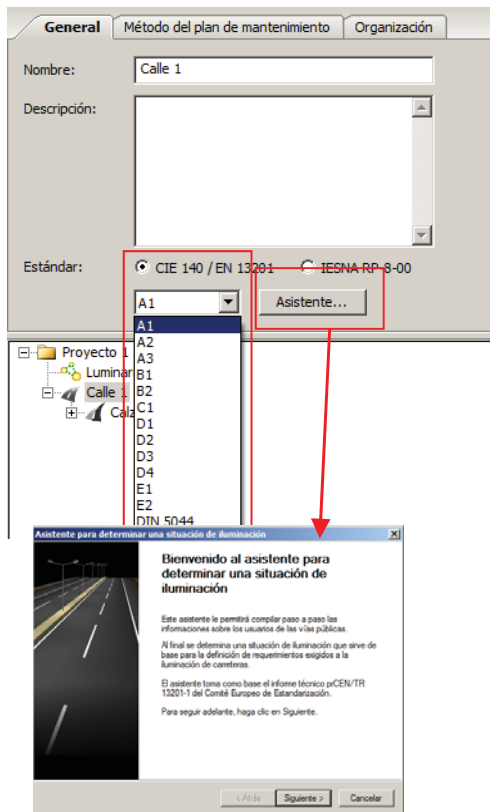 General Método del plan de mantenimiento Organización
Nombre: Calle 1
Descripción:
Estándar: CIE 140 / EN 13201 IESNA RP-8-00
A1 Asistente...
A1
A2
A3
B1
B2
C1
D1
D2
D3
D4
E1
E2
DIN 5044
Proyecto 1
Luminar
Calle 1
Calz
Asistente para determinar una situación de iluminación
Bienvenido al asistente para
determinar una situación de
iluminación
Este asistente le permitirá compilar paso a paso las
informaciones sobre los usuarios de las vías públicas.
Al final se determina una situación de iluminación que sirve de
base para la definición de requerimientos exigidos a la
iluminación de carreteras.
El asistente toma como base el informe técnico prCEN/TR
13201-1 del Comité Europeo de Estandarización.
Para seguir adelante, haga clic en Siguiente.
< Atrás Siguiente > Cancelar